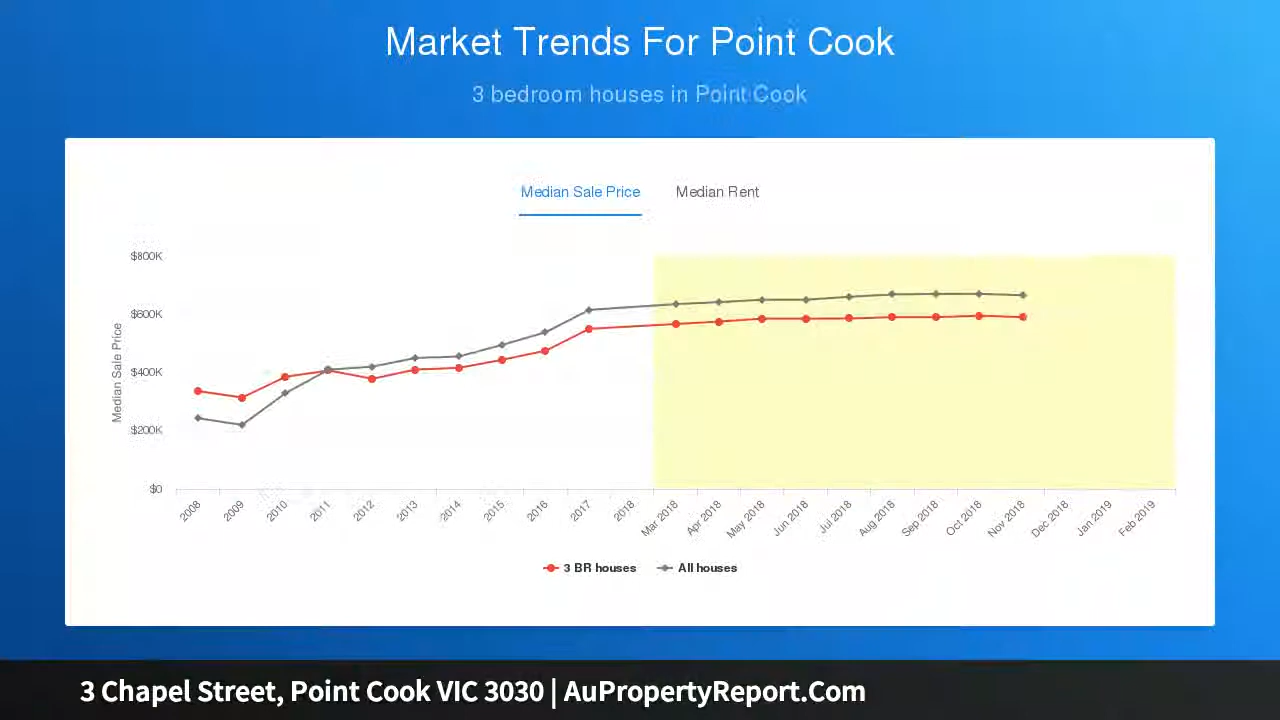 Market Trends For Point Cook
3 bedroom houses in Point Cook
Median Sale Price Median Rent
$800K
$600K
$400K
$200K
$0
Median Sale Price
2008 2009 2010 2011 2012 2013 2014 2015 2016 2017 2018 Mar 2018 Apr 2018 May 2018 Jun 2018 Jul 2018 Aug 2018 Sep 2018 Oct 2018 Nov 2018 Dec 2018 Jan 2019 Feb 2019
3 BR houses All houses
3 Chapel Street, Point Cook VIC 3030 | AuPropertyReport.Com